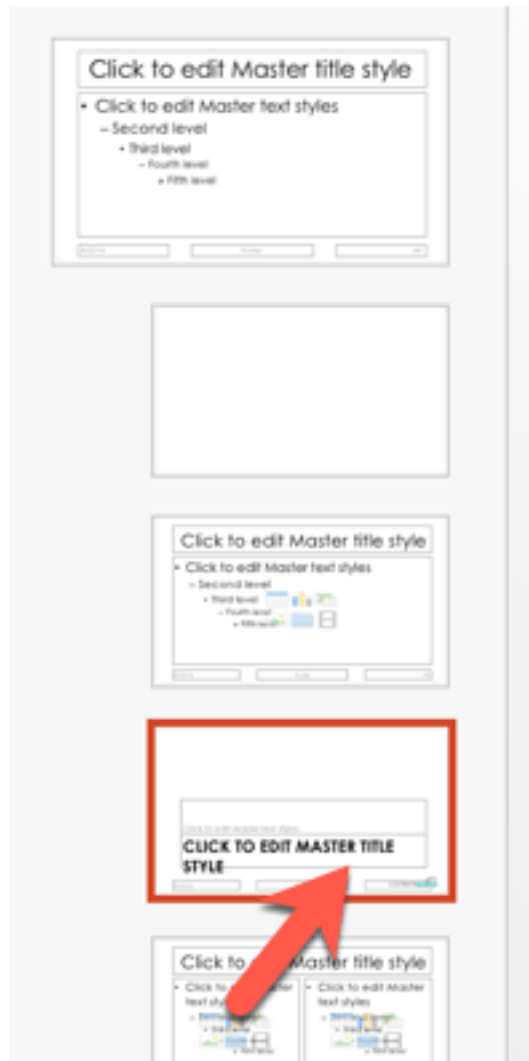 Click to edit Master title style
• Click to edit Master text styles
– Second level
• Third level
– Fourth level
» Fifth level
Click to edit Master title style
• Click to edit Master text styles
– Second level
• Third level
– Fourth level
» Fifth level
Click to edit Master text styles
CLICK TO EDIT MASTER TITLE
STYLE
Click to Master title style
• Click to
text
• Click to edit Master
text styles